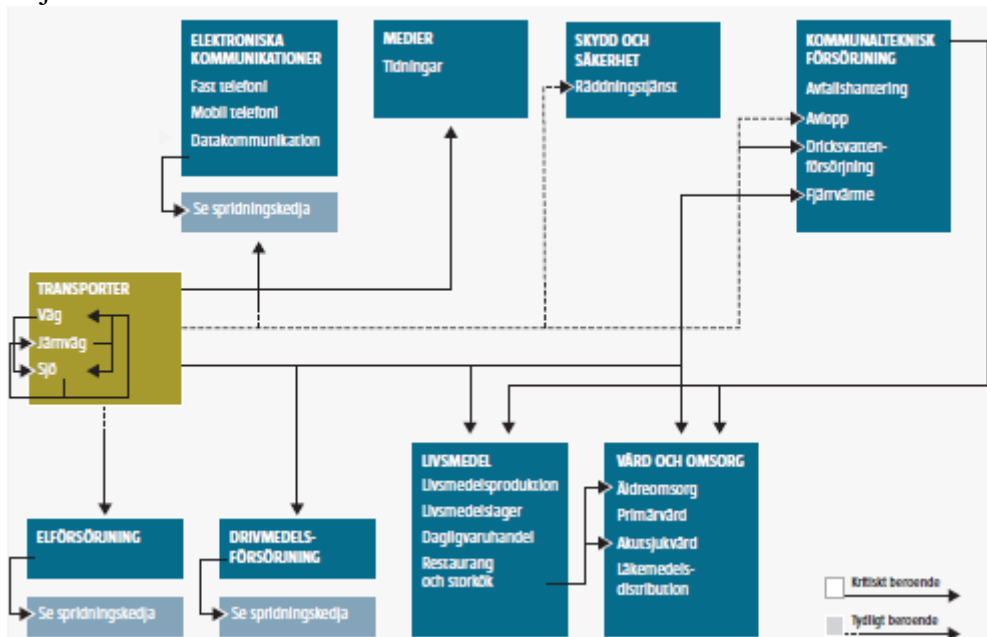 ELEKTRONISKA
KOMMUNIKATIONER
Fast telefoni
Mobil telefoni
Datakommunikation
Se spridningskedja
MEDIER
Tidningar
SKYDD OCH
SÄKERHET
Räddningstjänst
KOMMUNALTEKNISK
FÖRSÖRJNING
Avfallshantering
Avlopp
Dricksvatten-
försörjning
Fjärrvärme
TRANSPORTER
Väg
Järnväg
Sjö
ELFÖRSÖRJNING
Se spridningskedja
DRIVMEDELS-
FÖRSÖRJNING
Se spridningskedja
LIVSMEDEL
Livsmedelsproduktion
Livsmedelslager
Dagligvaruhandel
Restaurang
och storkök
VÅRD OCH OMSORG
Äldreomsorg
Primärvård
Akutsjukvård
Läkemedels-
distribution
Kritiskt beroende
Tydligt beroende